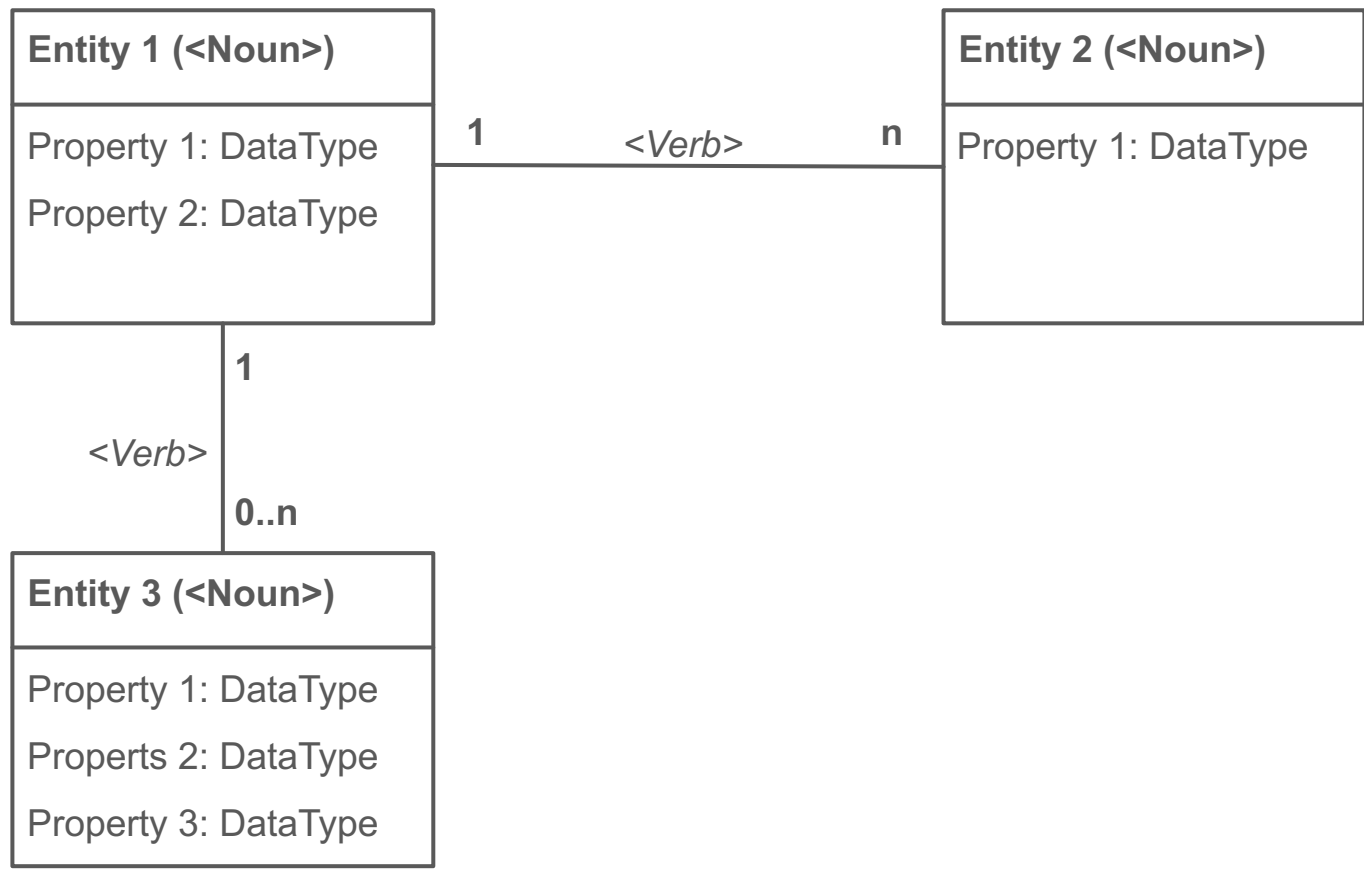 Entity 1 (<Noun>)
Property 1: DataType
Property 2: DataType
1
<Verb>
n
Entity 2 (<Noun>)
Property 1: DataType
1
<Verb>
0..n
Entity 3 (<Noun>)
Property 1: DataType
Properts 2: DataType
Property 3: DataType